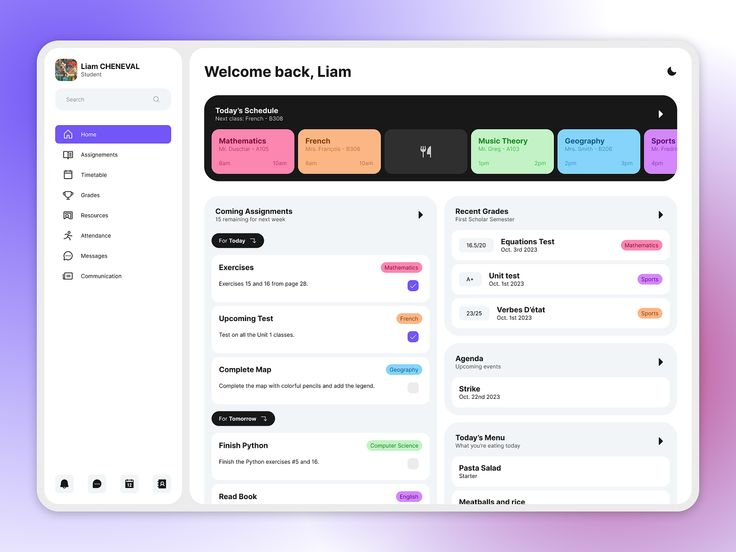 Liam CHENEVAL
Student
Search
Home
Assignements
Timetable
Grades
Resources
Attendance
Messages
Communication
12
Welcome back, Liam
Today's Schedule
Next class: French - B308
Mathematics
Mr. Duschar - A105
8am 10am
French
Mrs. François - B308
8am 10am
Music Theory
Mr. Greg - A103
1pm 2pm
Geography
Mrs. Smith - B206
2pm 3pm
Sports
4pm
Coming Assignments
15 remaining for next week
For Today
Exercises
Mathematics
Exercises 15 and 16 from page 28.
Upcoming Test
French
Test on all the Unit 1 classes.
Complete Map
Geography
Complete the map with colorful pencils and add the legend.
For Tomorrow
Finish Python
Computer Science
Finish the Python exercises #5 and 16.
Read Book
English
Recent Grades
First Scholar Semester
16.5/20
Equations Test
Oct. 3rd 2023
Mathematics
A+
Unit test
Oct. 1st 2023
Sports
23/25
Verbes D'état
Oct. 1st 2023
Sports
Agenda
Upcoming events
Strike
Oct. 22nd 2023
Today's Menu
What you're eating today
Pasta Salad
Starter
Meatballs and rice